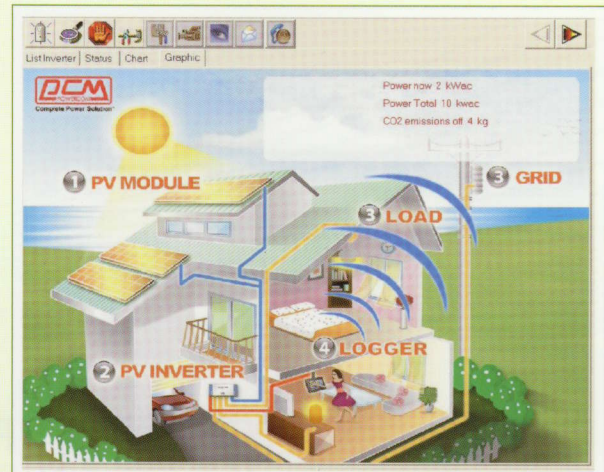 List Inverter Status Chart Graphic
PCM
POWERCOM
Complete Power Solution
Power now 2 kWac
Power Total 10 kwac
CO2 emissions off 4 kg
1 PV MODULE
3 GRID
3 LOAD
4 LOGGER
2 PV INVERTER